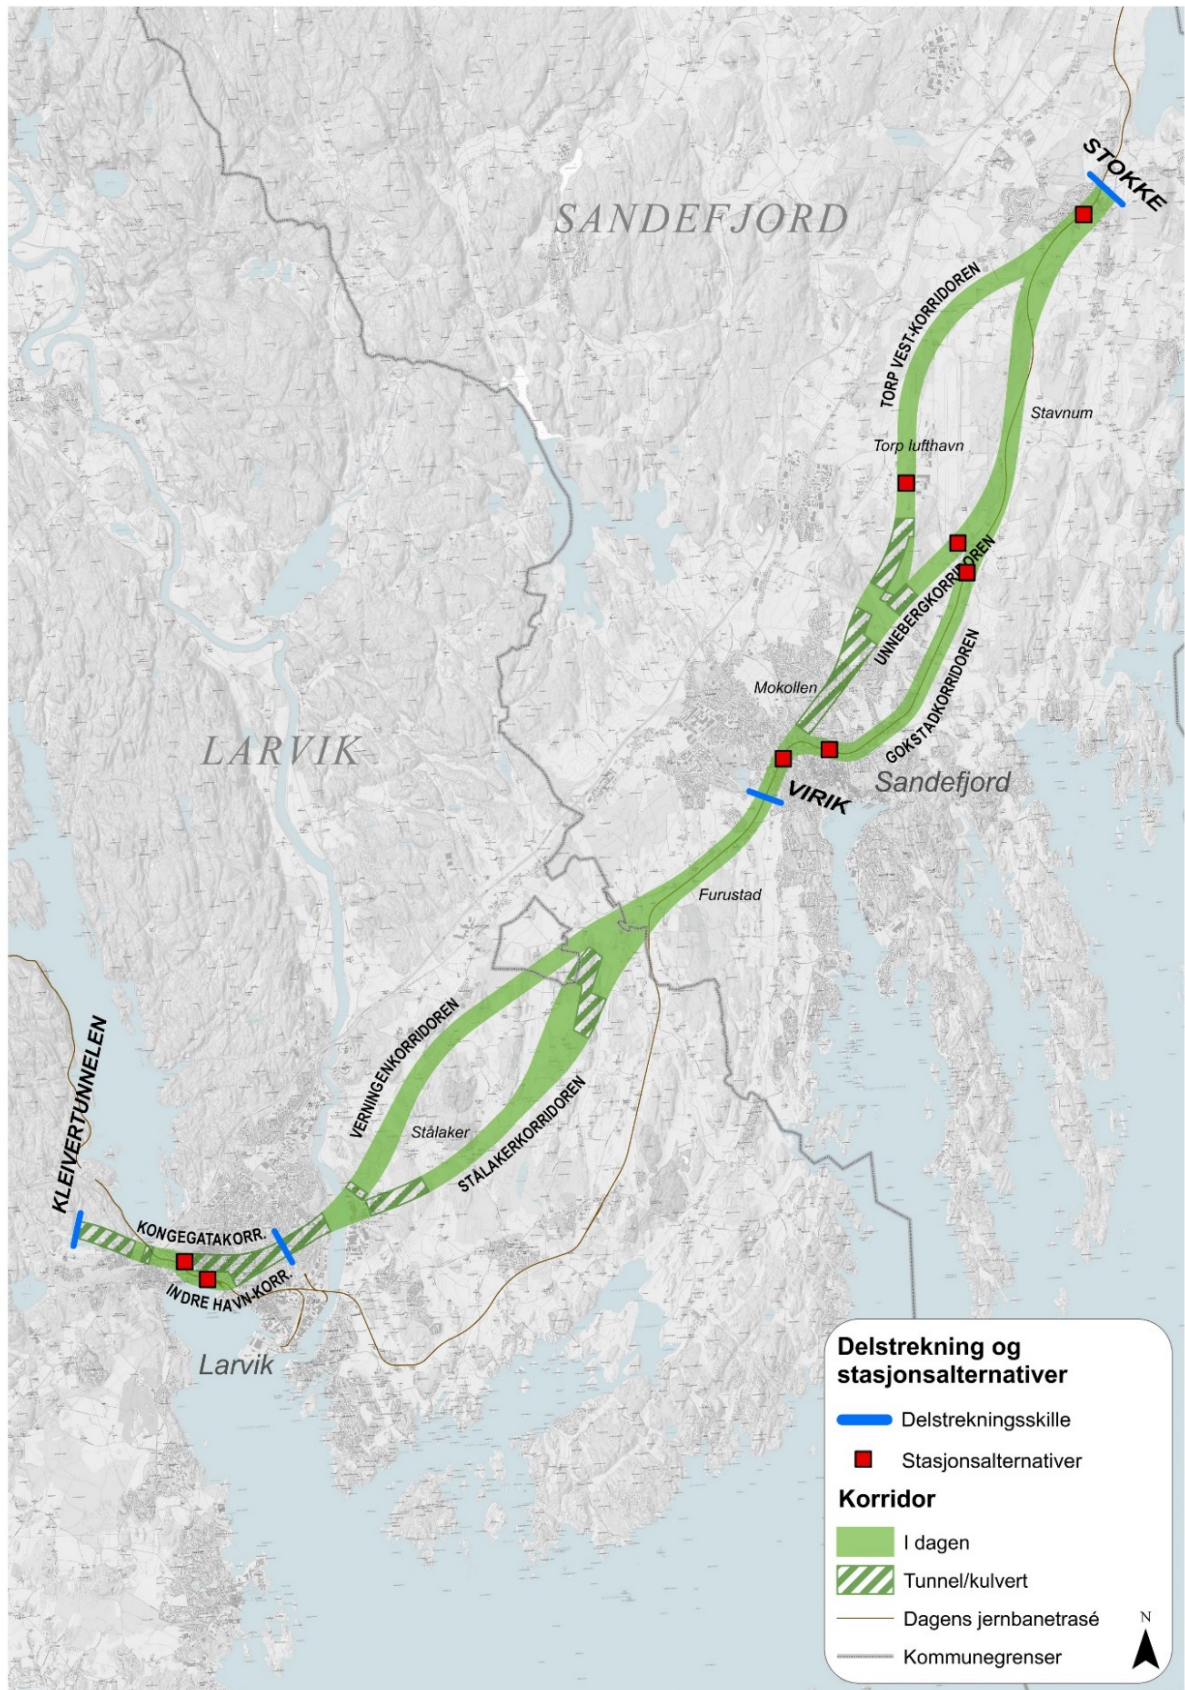 STOKKE
SANDEFJORD
TORP VEST-KORRIDOREN
Stavnum
Torp lufthavn
UNNEBERGKORRIDOREN
GOKSTADKORRIDOREN
Mokollen
LARVIK
Sandefjord
VIRIK
Furustad
VERNINGENKORRIDOREN
KLEIVERTUNNELEN
Stålaker
STÅLAKERKORRIDOREN
KONGEGATAKORR.
INDRE HAVN-KORR.
Larvik
Delstrekning og
stasjonsalternativer
Delstrekningsskille
Stasjonsalternativer
Korridor
I dagen
Tunnel/kulvert
Dagens jernbanetrasé
N
Kommunegrenser